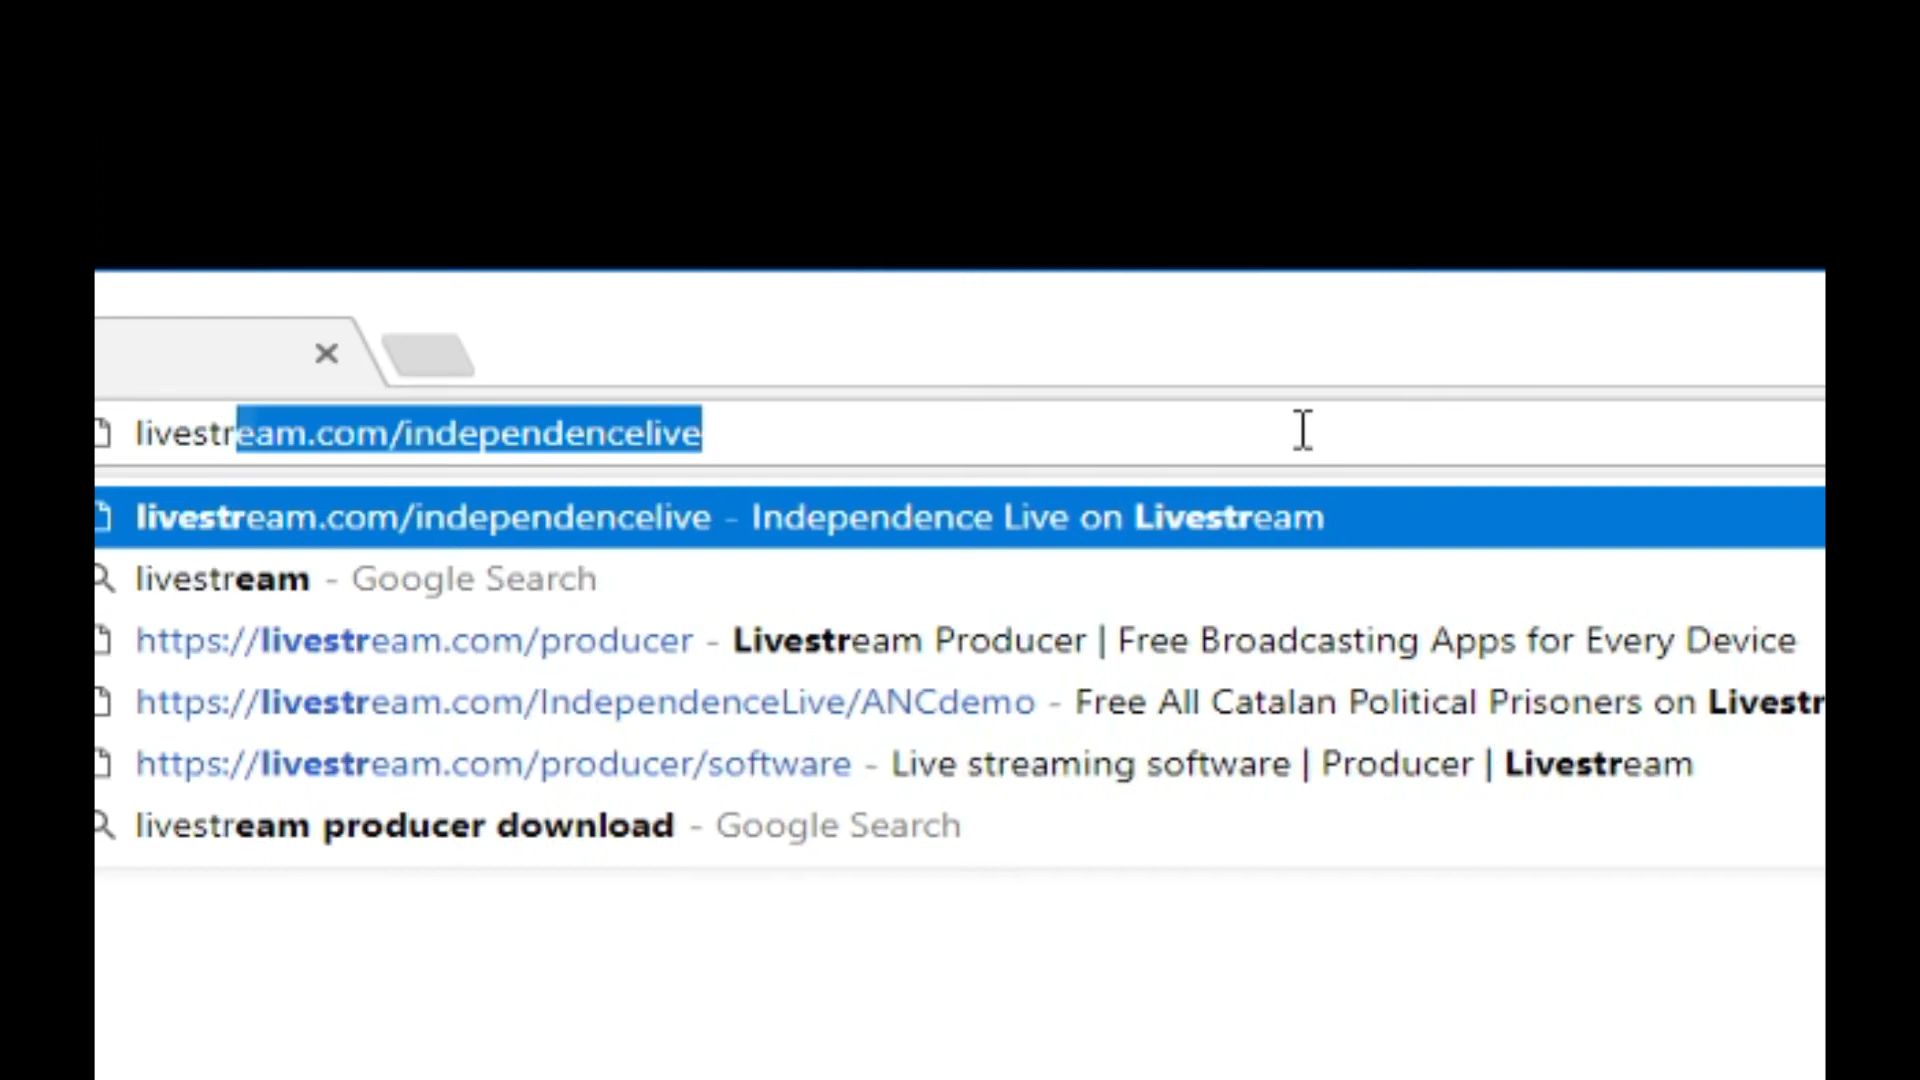 livestream.com/independencelive
livestream.com/independencelive - Independence Live on Livestream
livestream - Google Search
https://livestream.com/producer - Livestream Producer | Free Broadcasting Apps for Every Device
https://livestream.com/IndependenceLive/ANCdemo - Free All Catalan Political Prisoners on Livestr
https://livestream.com/producer/software - Live streaming software | Producer | Livestream
livestream producer download - Google Search